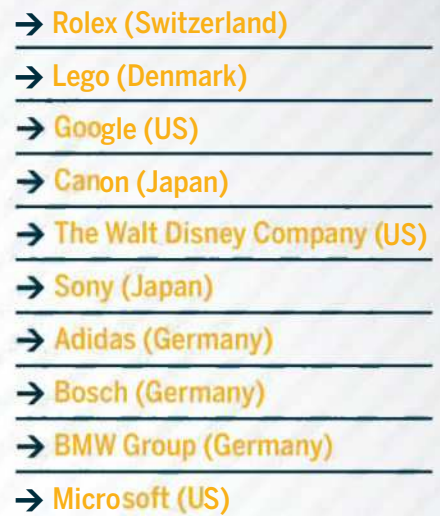 → Rolex (Switzerland)
→ Lego (Denmark)
→ Google (US)
→ Canon (Japan)
→ The Walt Disney Company (US)
→ Sony (Japan)
→ Adidas (Germany)
→ Bosch (Germany)
→ BMW Group (Germany)
→ Microsoft (US)